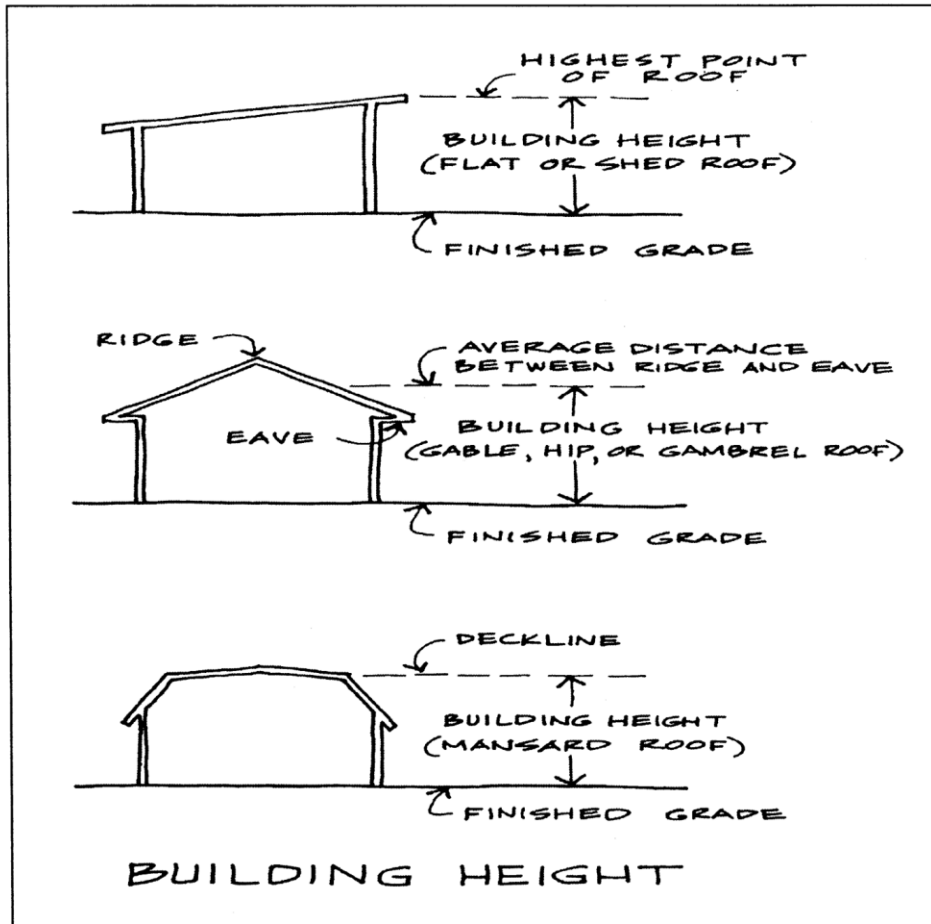 HIGHEST POINT
OF ROOF
BUILDING HEIGHT
(FLAT OR SHED ROOF)
FINISHED GRADE
RIDGE
AVERAGE DISTANCE
BETWEEN RIDGE AND EAVE
EAVE
BUILDING HEIGHT
(GABLE, HIP, OR GAMBREL ROOF)
FINISHED GRADE
DECKLINE
BUILDING HEIGHT
(MANSARD ROOF)
FINISHED GRADE
BUILDING HEIGHT